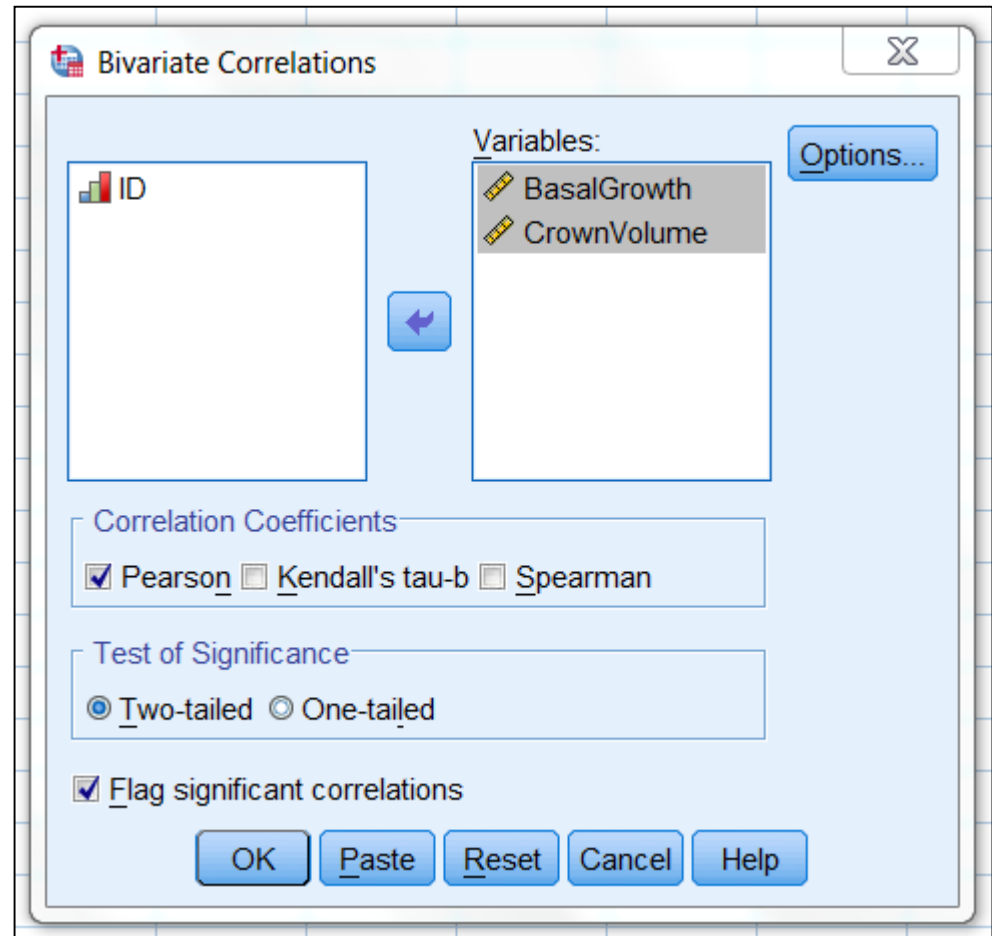 Bivariate Correlations
Variables:
Options...
ID
BasalGrowth
CrownVolume
Correlation Coefficients
Pearson Kendall's tau-b Spearman
Test of Significance
Two-tailed One-tailed
Flag significant correlations
OK Paste Reset Cancel Help